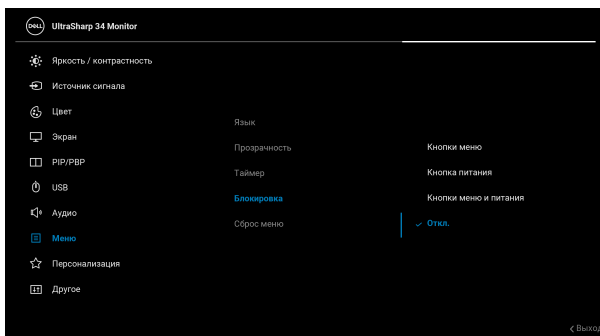 DELL UltraSharp 34 Monitor
Яркость / контрастность
Источник сигнала
Цвет
Экран
PIP/PBP
USB
Аудио
Меню
Персонализация
Другое
Язык
Прозрачность
Таймер
Блокировка
Сброс меню
Кнопки меню
Кнопка питания
Кнопки меню и питания
Откл.
Выход